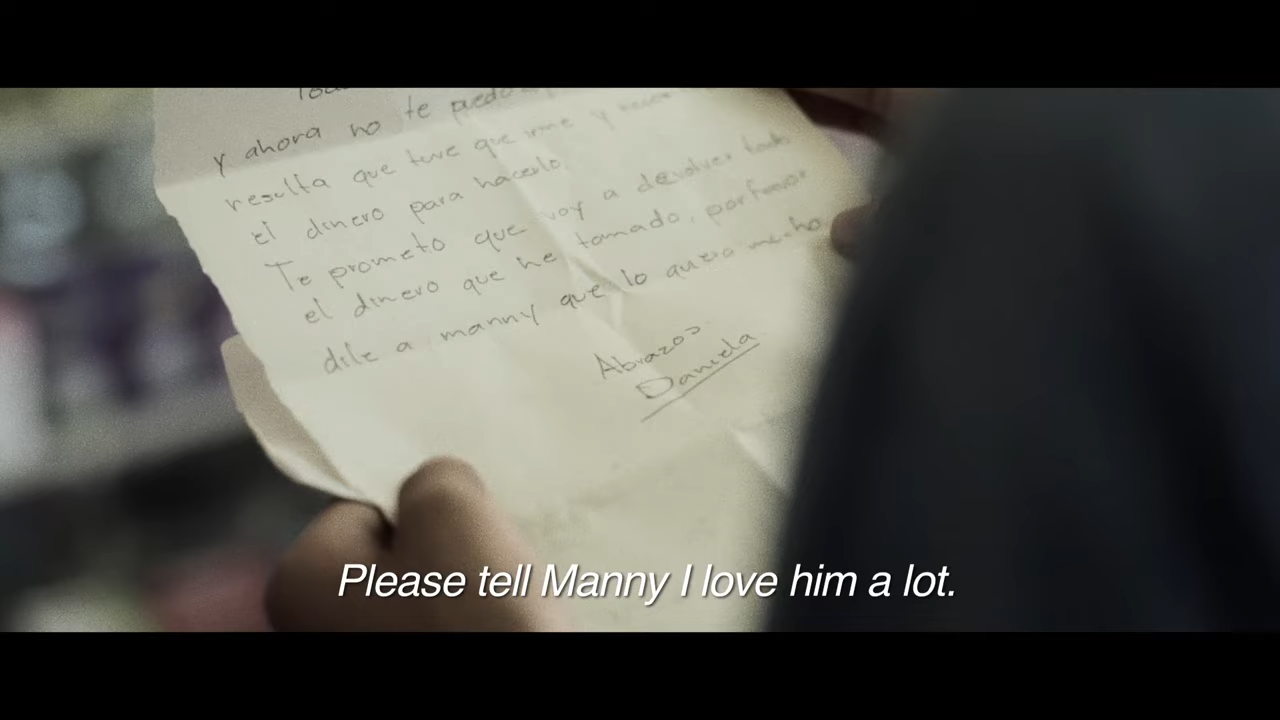 y ahora no te puedo
resulta que tuve que irme y
el dinero para hacerlo.
Te prometo que voy a devolver todo
el dinero que he tomado, porfavor
dile a manny que lo quiero mucho
Abrazos
Daniela
Please tell Manny I love him a lot.